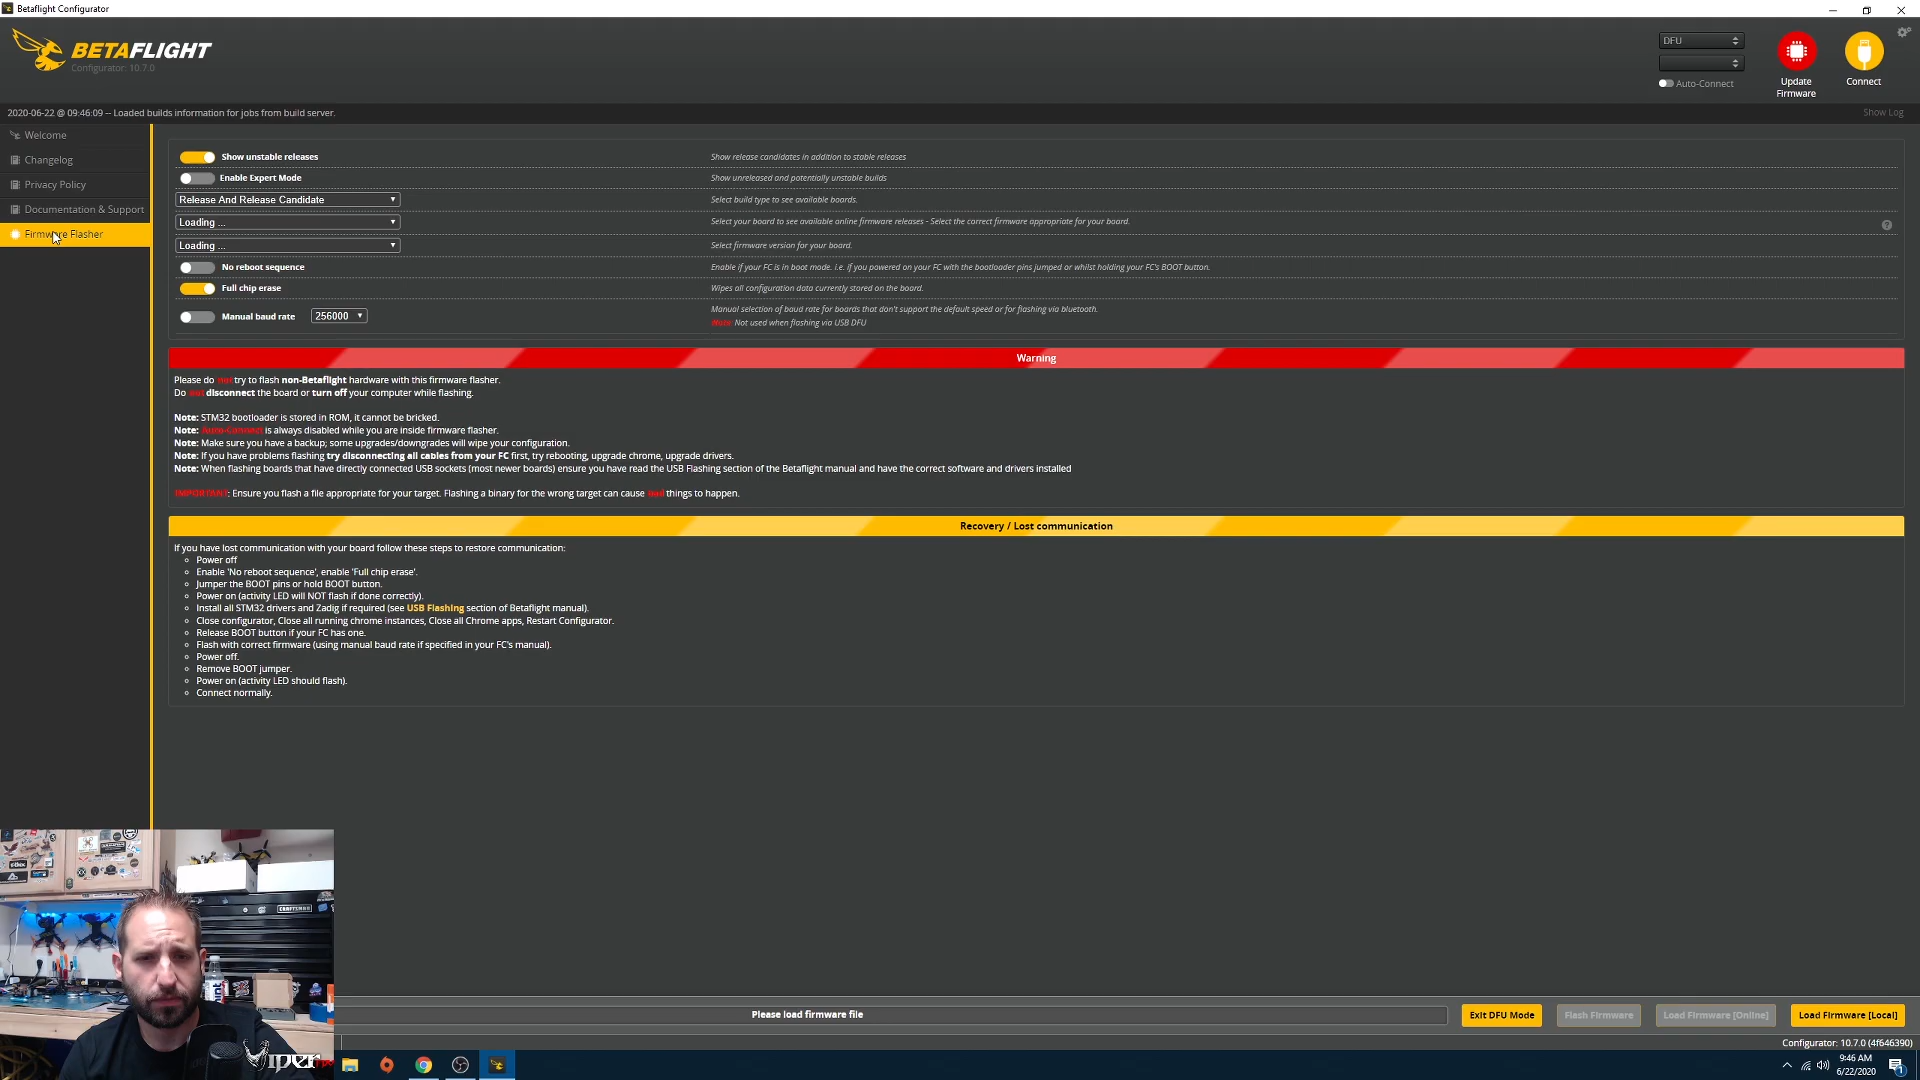 Betaflight Configurator
BETAFLIGHT
Configurator: 10.7.0
DFU
Auto-Connect
Update
Firmware
Connect
2020-06-22 @ 09:46:09 -- Loaded builds information for jobs from build server.
Show Log
Welcome
Changelog
Privacy Policy
Documentation & Support
Firmware Flasher
Show unstable releases
Show release candidates in addition to stable releases
Enable Expert Mode
Show unreleased and potentially unstable builds
Release And Release Candidate
Select build type to see available boards.
Loading ...
Select your board to see available online firmware releases - Select the correct firmware appropriate for your board.
Loading ...
Select firmware version for your board.
No reboot sequence
Enable if your FC is in boot mode. i.e. if you powered on your FC with the bootloader pins jumped or whilst holding your FC's BOOT button.
Full chip erase
Wipes all configuration data currently stored on the board.
Manual baud rate
256000
Manual selection of baud rate for boards that don't support the default speed or for flashing via bluetooth.
Note: Not used when flashing via USB DFU
Warning
Please do not try to flash non-Betaflight hardware with this firmware flasher.
Do not disconnect the board or turn off your computer while flashing.
Note: STM32 bootloader is stored in ROM, it cannot be bricked.
Note: Auto-Connect is always disabled while you are inside firmware flasher.
Note: Make sure you have a backup; some upgrades/downgrades will wipe your configuration.
Note: If you have problems flashing try disconnecting all cables from your FC first, try rebooting, upgrade chrome, upgrade drivers.
Note: When flashing boards that have directly connected USB sockets (most newer boards) ensure you have read the USB Flashing section of the Betaflight manual and have the correct software and drivers installed
IMPORTANT: Ensure you flash a file appropriate for your target. Flashing a binary for the wrong target can cause bad things to happen.
Recovery / Lost communication
If you have lost communication with your board follow these steps to restore communication:
Power off
Enable 'No reboot sequence', enable 'Full chip erase'.
Jumper the BOOT pins or hold BOOT button.
Power on (activity LED will NOT flash if done correctly).
Install all STM32 drivers and Zadig if required (see USB Flashing section of Betaflight manual).
Close configurator, Close all running chrome instances, Close all Chrome apps, Restart Configurator.
Release BOOT button if your FC has one.
Flash with correct firmware (using manual baud rate if specified in your FC's manual).
Power off.
Remove BOOT jumper.
Power on (activity LED should flash).
Connect normally.
CRAFTSMAN
Viper
Please load firmware file
Exit DFU Mode
Flash Firmware
Load Firmware [Online]
Load Firmware [Local]
Configurator: 10.7.0 (4f646390)
9:46 AM
6/22/2020
1